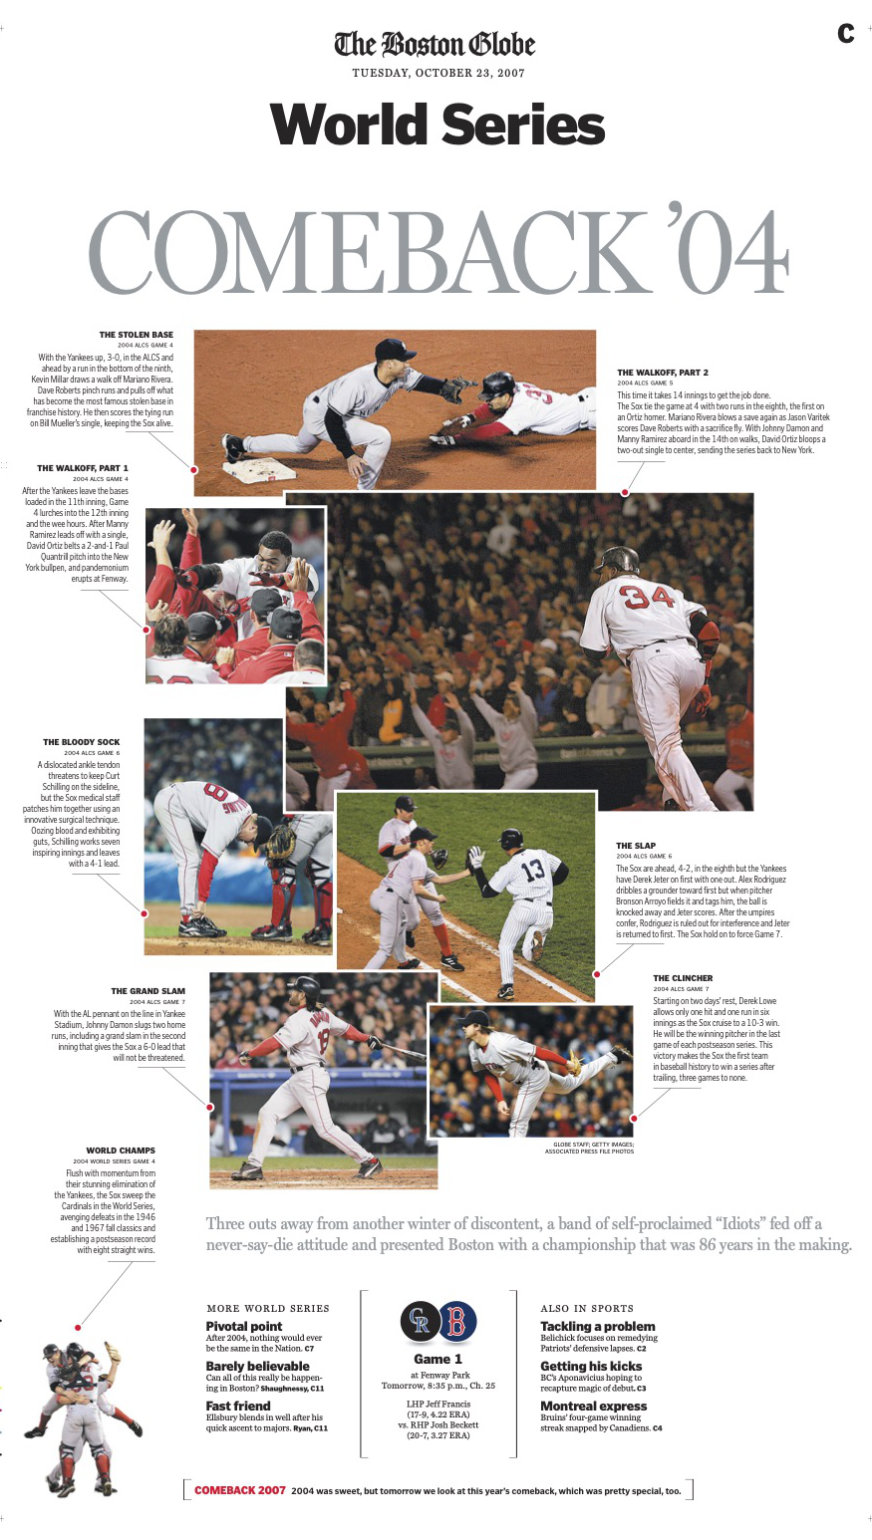 C
The Boston Globe
TUESDAY, OCTOBER 23, 2007
World Series
COMEBACK ’04
THE STOLEN BASE
2004 ALCS GAME 4
With the Yankees up, 3-0, in the ALCS and
ahead by a run in the bottom of the ninth,
Kevin Millar draws a walk off Mariano Rivera.
Dave Roberts pinch runs and pulls off what
has become the most famous stolen base in
franchise history. He then scores the tying run
on Bill Mueller's single, keeping the Sox alive.
THE WALKOFF, PART 2
2004 ALCS GAME 5
This time it takes 14 innings to get the job done.
The Sox tie the game at 4 with two runs in the eighth, the first on
an Ortiz homer. Mariano Rivera blows a save again as Jason Varitek
scores Dave Roberts with a sacrifice fly. With Johnny Damon and
Manny Ramirez aboard in the 14th on walks, David Ortiz bloops a
two-out single to center, sending the series back to New York.
THE WALKOFF, PART 1
2004 ALCS GAME 4
After the Yankees leave the bases
loaded in the 11th inning, Game
4 lurches into the 12th inning
and the wee hours. After Manny
Ramirez leads off with a single,
David Ortiz belts a 2-and-1 Paul
Quantrill pitch into the New
York bullpen, and pandemonium
erupts at Fenway.
34
THE BLOODY SOCK
2004 ALCS GAME 6
A dislocated ankle tendon
threatens to keep Curt
Schilling on the sideline,
but the Sox medical staff
patches him together using an
innovative surgical technique.
Oozing blood and exhibiting
guts, Schilling works seven
inspiring innings and leaves
with a 4-1 lead.
13
THE SLAP
2004 ALCS GAME 6
The Sox are ahead, 4-2, in the eighth but the Yankees
have Derek Jeter on first with one out. Alex Rodriguez
dribbles a grounder toward first but when pitcher
Bronson Arroyo fields it and tags him, the ball is
knocked away and Jeter scores. After the umpires
confer, Rodriguez is ruled out for interference and Jeter
is returned to first. The Sox hold on to force Game 7.
THE GRAND SLAM
2004 ALCS GAME 7
With the AL pennant on the line in Yankee
Stadium, Johnny Damon slugs two home
runs, including a grand slam in the second
inning that gives the Sox a 6-0 lead that
will not be threatened.
DAMON
18
THE CLINCHER
2004 ALCS GAME 7
Starting on two days' rest, Derek Lowe
allows only one hit and one run in six
innings as the Sox cruise to a 10-3 win.
He will be the winning pitcher in the last
game of each postseason series. This
victory makes the Sox the first team
in baseball history to win a series after
trailing, three games to none.
GLOBE STAFF; GETTY IMAGES;
ASSOCIATED PRESS FILE PHOTOS
WORLD CHAMPS
2004 WORLD SERIES GAME 4
Flush with momentum from
their stunning elimination of
the Yankees, the Sox sweep the
Cardinals in the World Series,
avenging defeats in the 1946
and 1967 fall classics and
establishing a postseason record
with eight straight wins.
Three outs away from another winter of discontent, a band of self-proclaimed “Idiots” fed off a
never-say-die attitude and presented Boston with a championship that was 86 years in the making.
MORE WORLD SERIES
Pivotal point
After 2004, nothing would ever
be the same in the Nation. C7
Barely believable
Can all of this really be happen-
ing in Boston? Shaughnessy, C11
Fast friend
Ellsbury blends in well after his
quick ascent to majors. Ryan, C11
CR
B
Game 1
at Fenway Park
Tomorrow, 8:35 p.m., Ch. 25
LHP Jeff Francis
(17-9, 4.22 ERA)
vs. RHP Josh Beckett
(20-7, 3.27 ERA)
ALSO IN SPORTS
Tackling a problem
Belichick focuses on remedying
Patriots' defensive lapses. C2
Getting his kicks
BC's Aponavicius hoping to
recapture magic of debut. C3
Montreal express
Bruins' four-game winning
streak snapped by Canadiens. C4
COMEBACK 2007 2004 was sweet, but tomorrow we look at this year's comeback, which was pretty special, too.